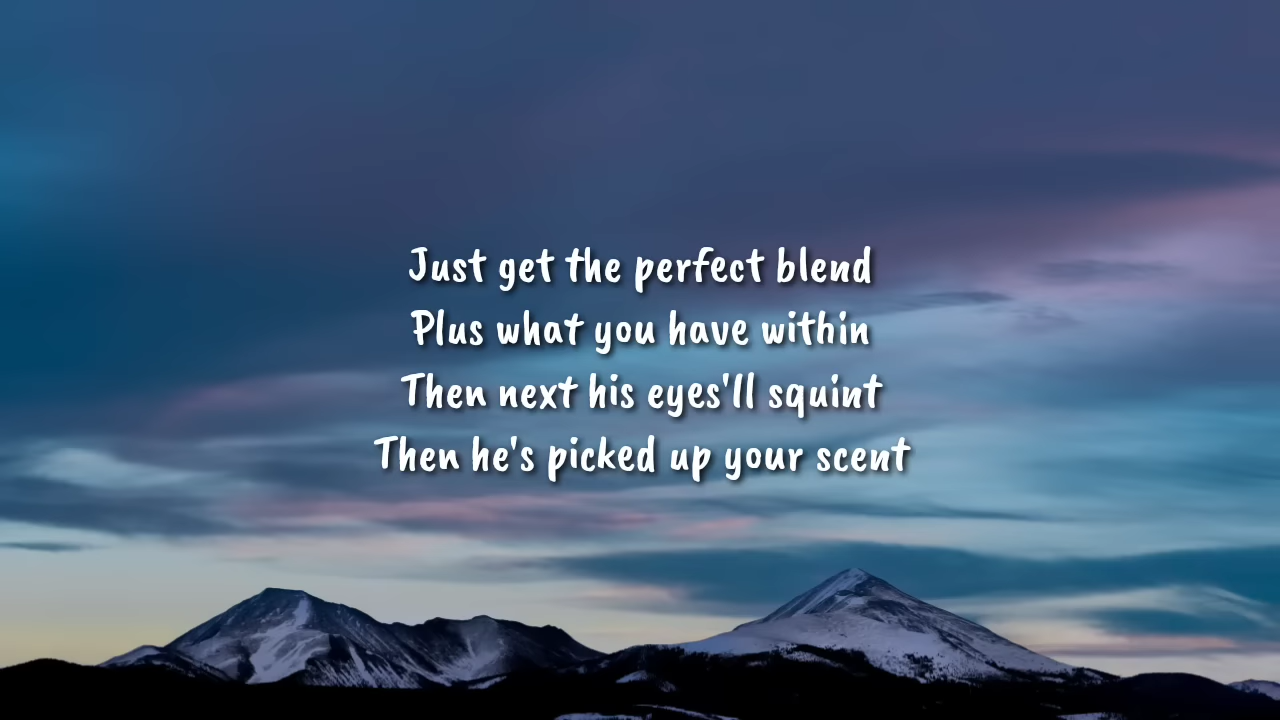 Just get the perfect blend
Plus what you have within
Then next his eyes'll squint
Then he's picked up your scent